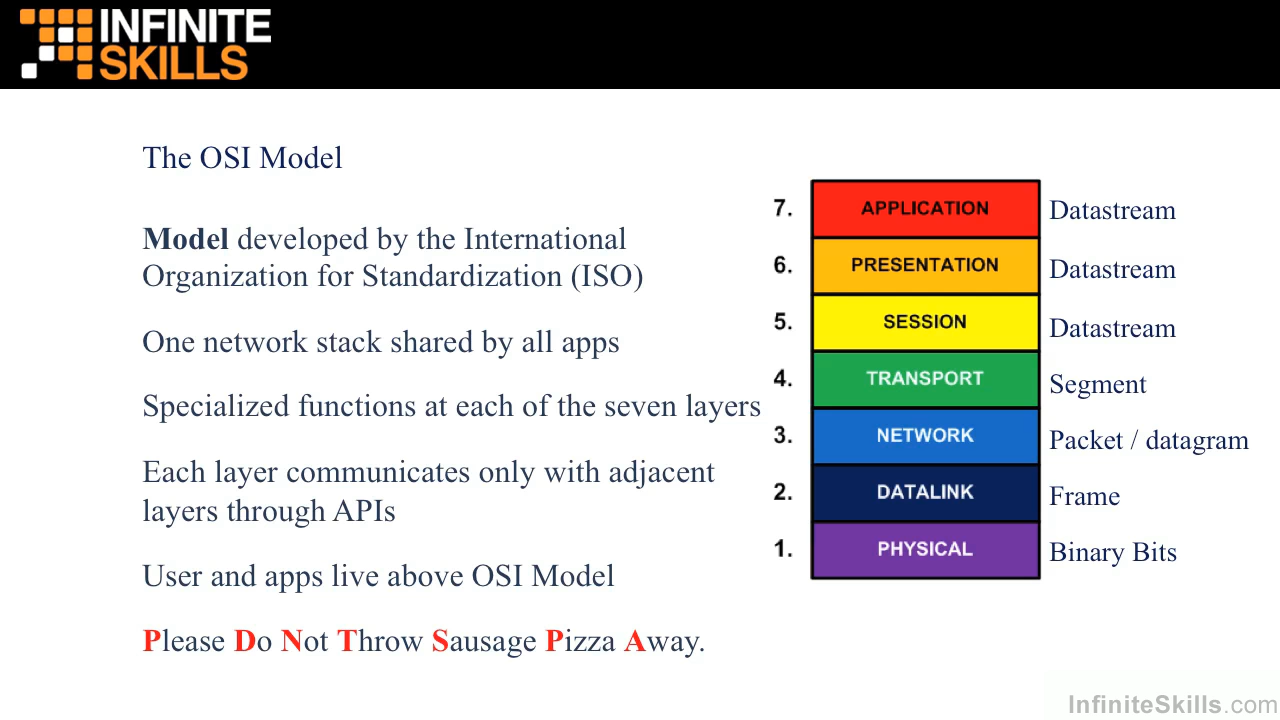 INFINITE
SKILLS
The OSI Model
Model developed by the International
Organization for Standardization (ISO)
One network stack shared by all apps
Specialized functions at each of the seven layers
Each layer communicates only with adjacent
layers through APIs
User and apps live above OSI Model
Please Do Not Throw Sausage Pizza Away.
7. APPLICATION Datastream
6. PRESENTATION Datastream
5. SESSION Datastream
4. TRANSPORT Segment
3. NETWORK Packet / datagram
2. DATALINK Frame
1. PHYSICAL Binary Bits
InfiniteSkills.com